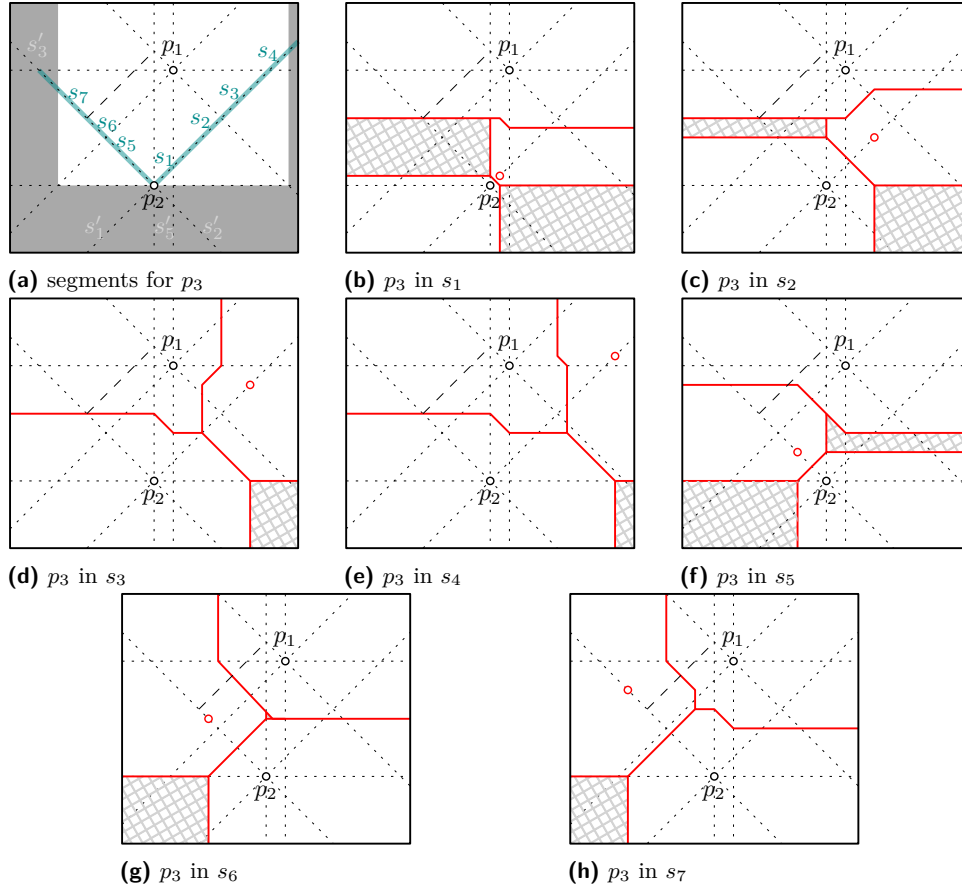 s′₃
p₁
s₄
s₇
s₃
s₆
s₂
s₅
s₁
p₂
s′₁
s′₅
s′₂
(a) segments for p₃
p₁
p₂
(b) p₃ in s₁
p₁
p₂
(c) p₃ in s₂
p₁
p₂
(d) p₃ in s₃
p₁
p₂
(e) p₃ in s₄
p₁
p₂
(f) p₃ in s₅
p₁
p₂
(g) p₃ in s₆
p₁
p₂
(h) p₃ in s₇